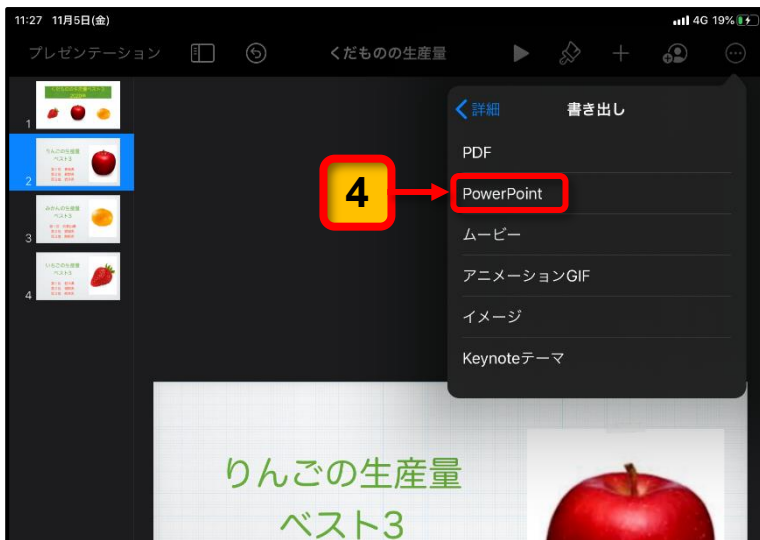 11:27 11月5日(金)
4G 19%
プレゼンテーション
くだものの生産量
詳細
書き出し
PDF
PowerPoint
ムービー
アニメーションGIF
イメージ
Keynoteテーマ
4
1
2
りんごの生産量
ベスト3
3
みかんの生産量
ベスト3
4
いちごの生産量
ベスト3
りんごの生産量
ベスト3